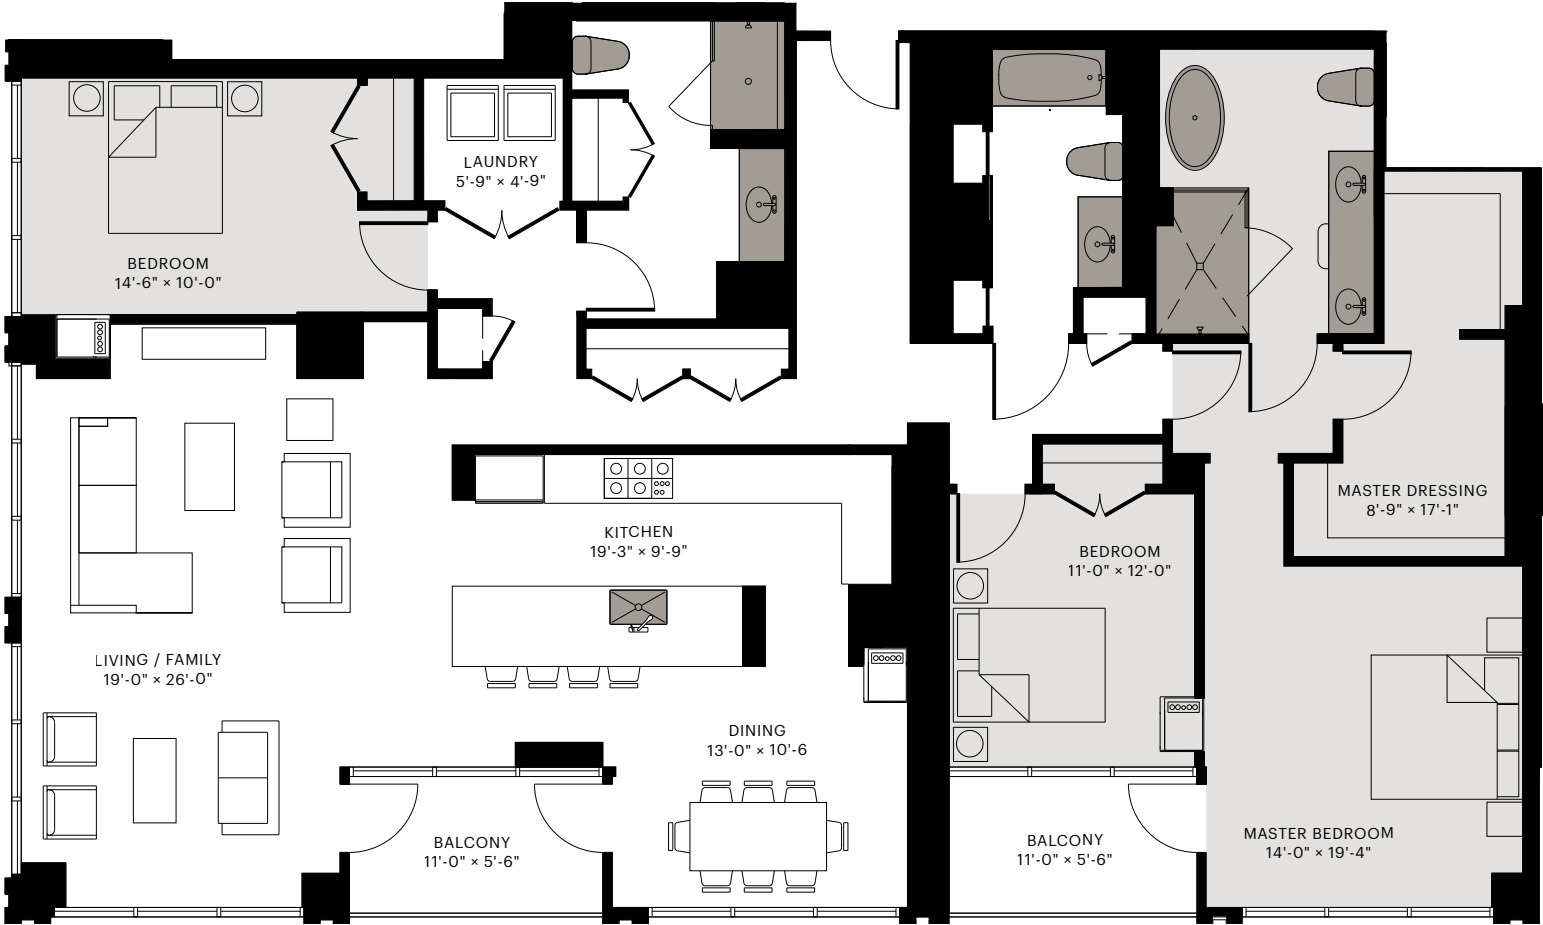 LAUNDRY
5'-9" × 4'-9"
BEDROOM
14'-6" × 10'-0"
MASTER DRESSING
8'-9" × 17'-1"
KITCHEN
19'-3" × 9'-9"
BEDROOM
11'-0" × 12'-0"
LIVING / FAMILY
19'-0" × 26'-0"
DINING
13'-0" × 10'-6
BALCONY
11'-0" × 5'-6"
BALCONY
11'-0" × 5'-6"
MASTER BEDROOM
14'-0" × 19'-4"